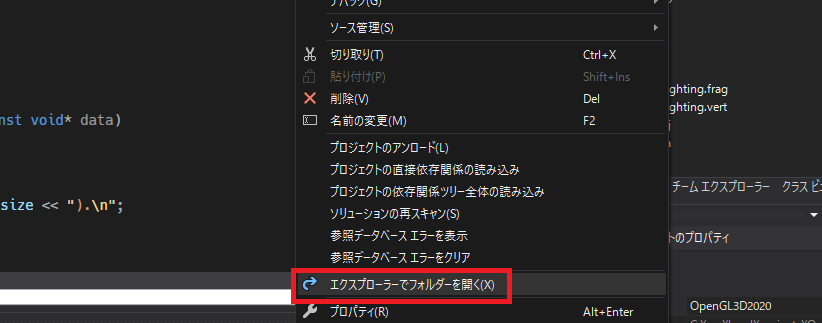 デバッグ(G)
ソース管理(S)
切り取り(T) Ctrl+X
貼り付け(P) Shift+Ins
削除(V) Del
名前の変更(M) F2
プロジェクトのアンロード(L)
プロジェクトの直接依存関係の読み込み
プロジェクトの依存関係ツリー全体の読み込み
ソリューションの再スキャン(S)
参照データベース エラーを表示
参照データベース エラーをクリア
エクスプローラーでフォルダーを開く(X)
プロパティ(R) Alt+Enter
nst void* data)
size << ").\n";
ghting.frag
ghting.vert
チーム エクスプローラー クラス ビ
トのプロパティ
OpenGL3D2020